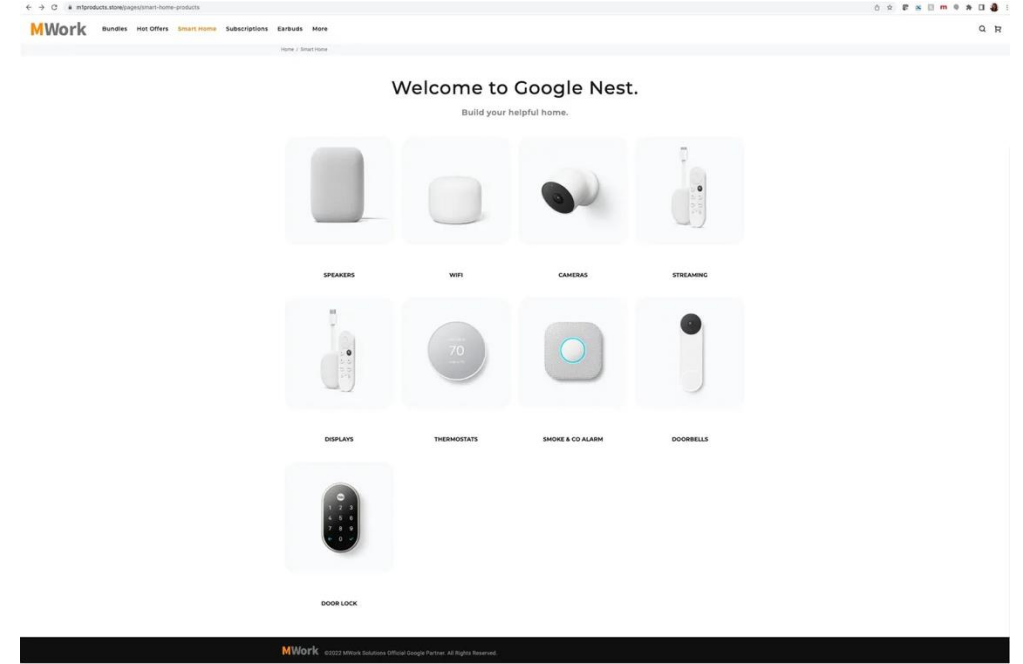 m1products.store/pages/smart-home-products
MWork Bundles Hot Offers Smart Home Subscriptions Earbuds More
Home / Smart Home
Welcome to Google Nest.
Build your helpful home.
SPEAKERS WIFI CAMERAS STREAMING
70
DISPLAYS THERMOSTATS SMOKE & CO ALARM DOORBELLS
1 2 3
4 5 6
7 8 9
0
DOOR LOCK
MWork ©2022 MWork Solutions Official Google Partner. All Rights Reserved.